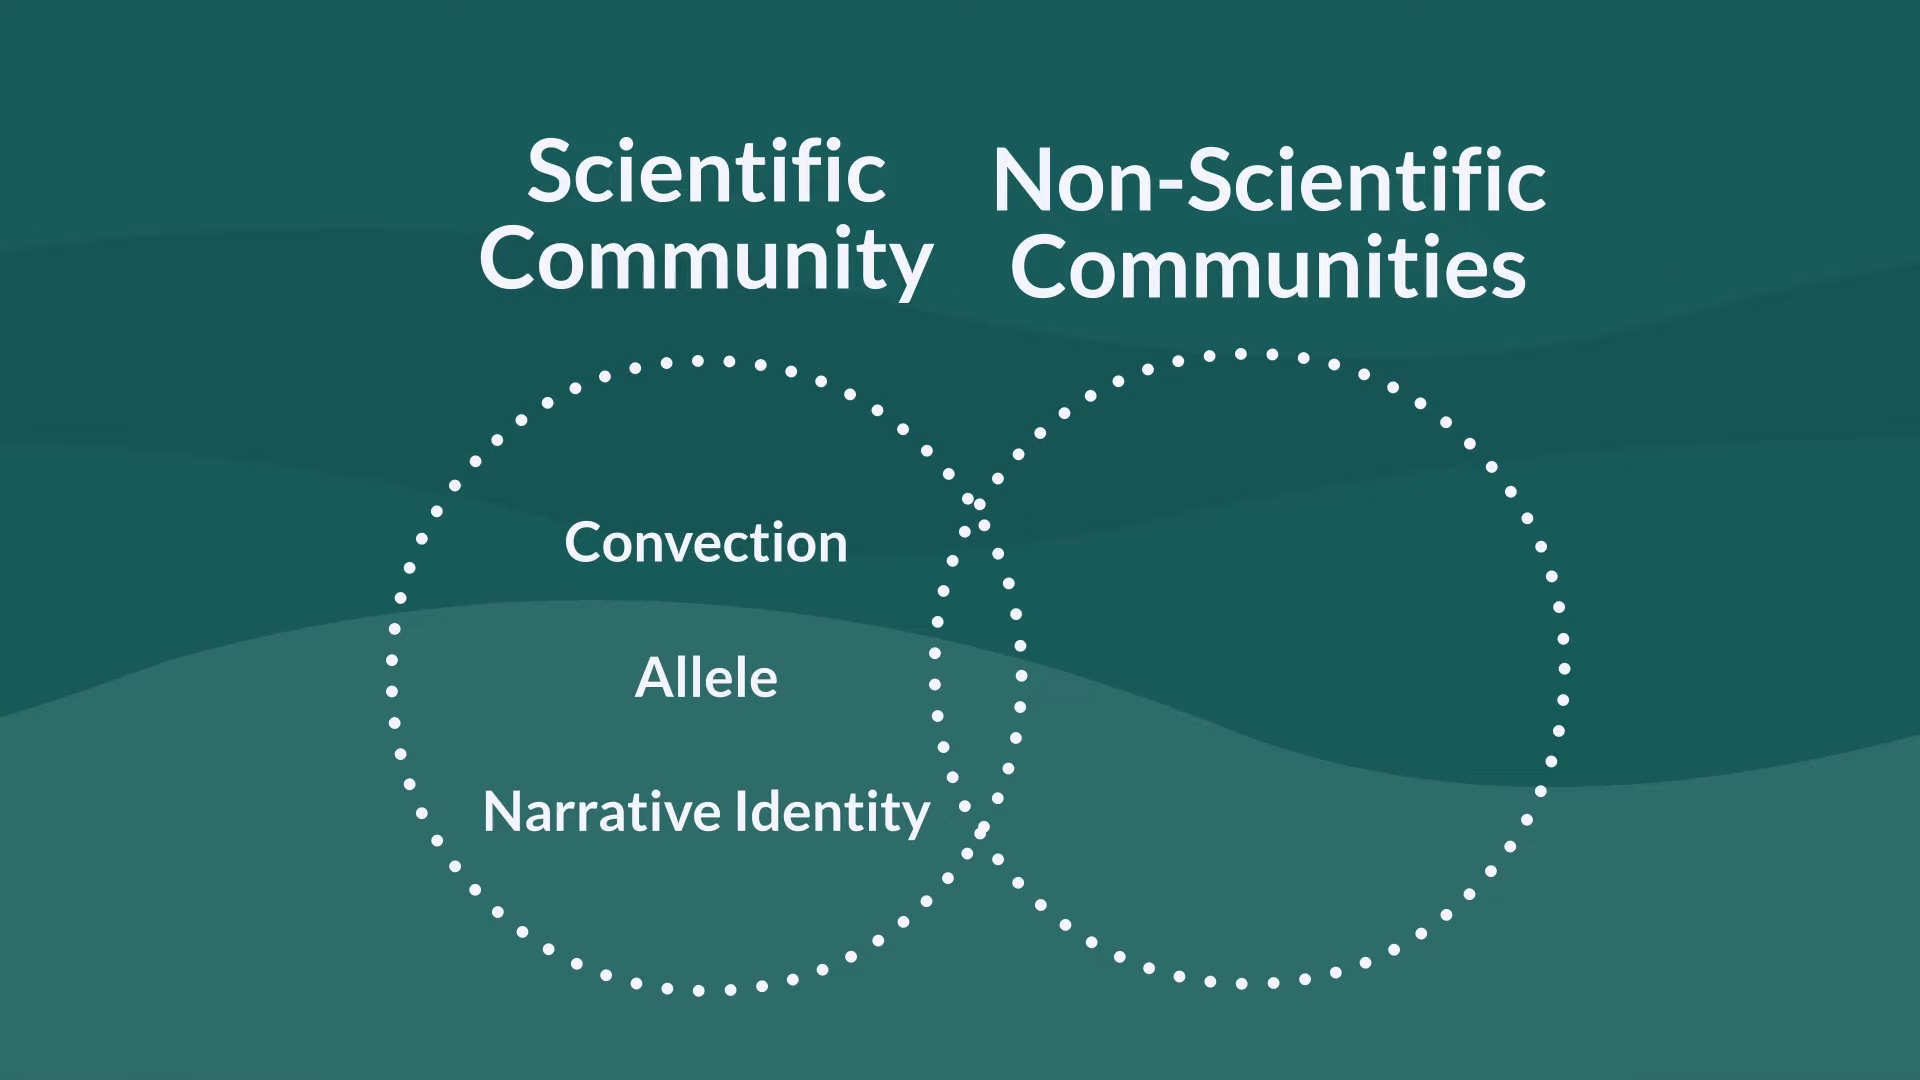 Scientific
Community
Non-Scientific
Communities
Convection
Allele
Narrative Identity